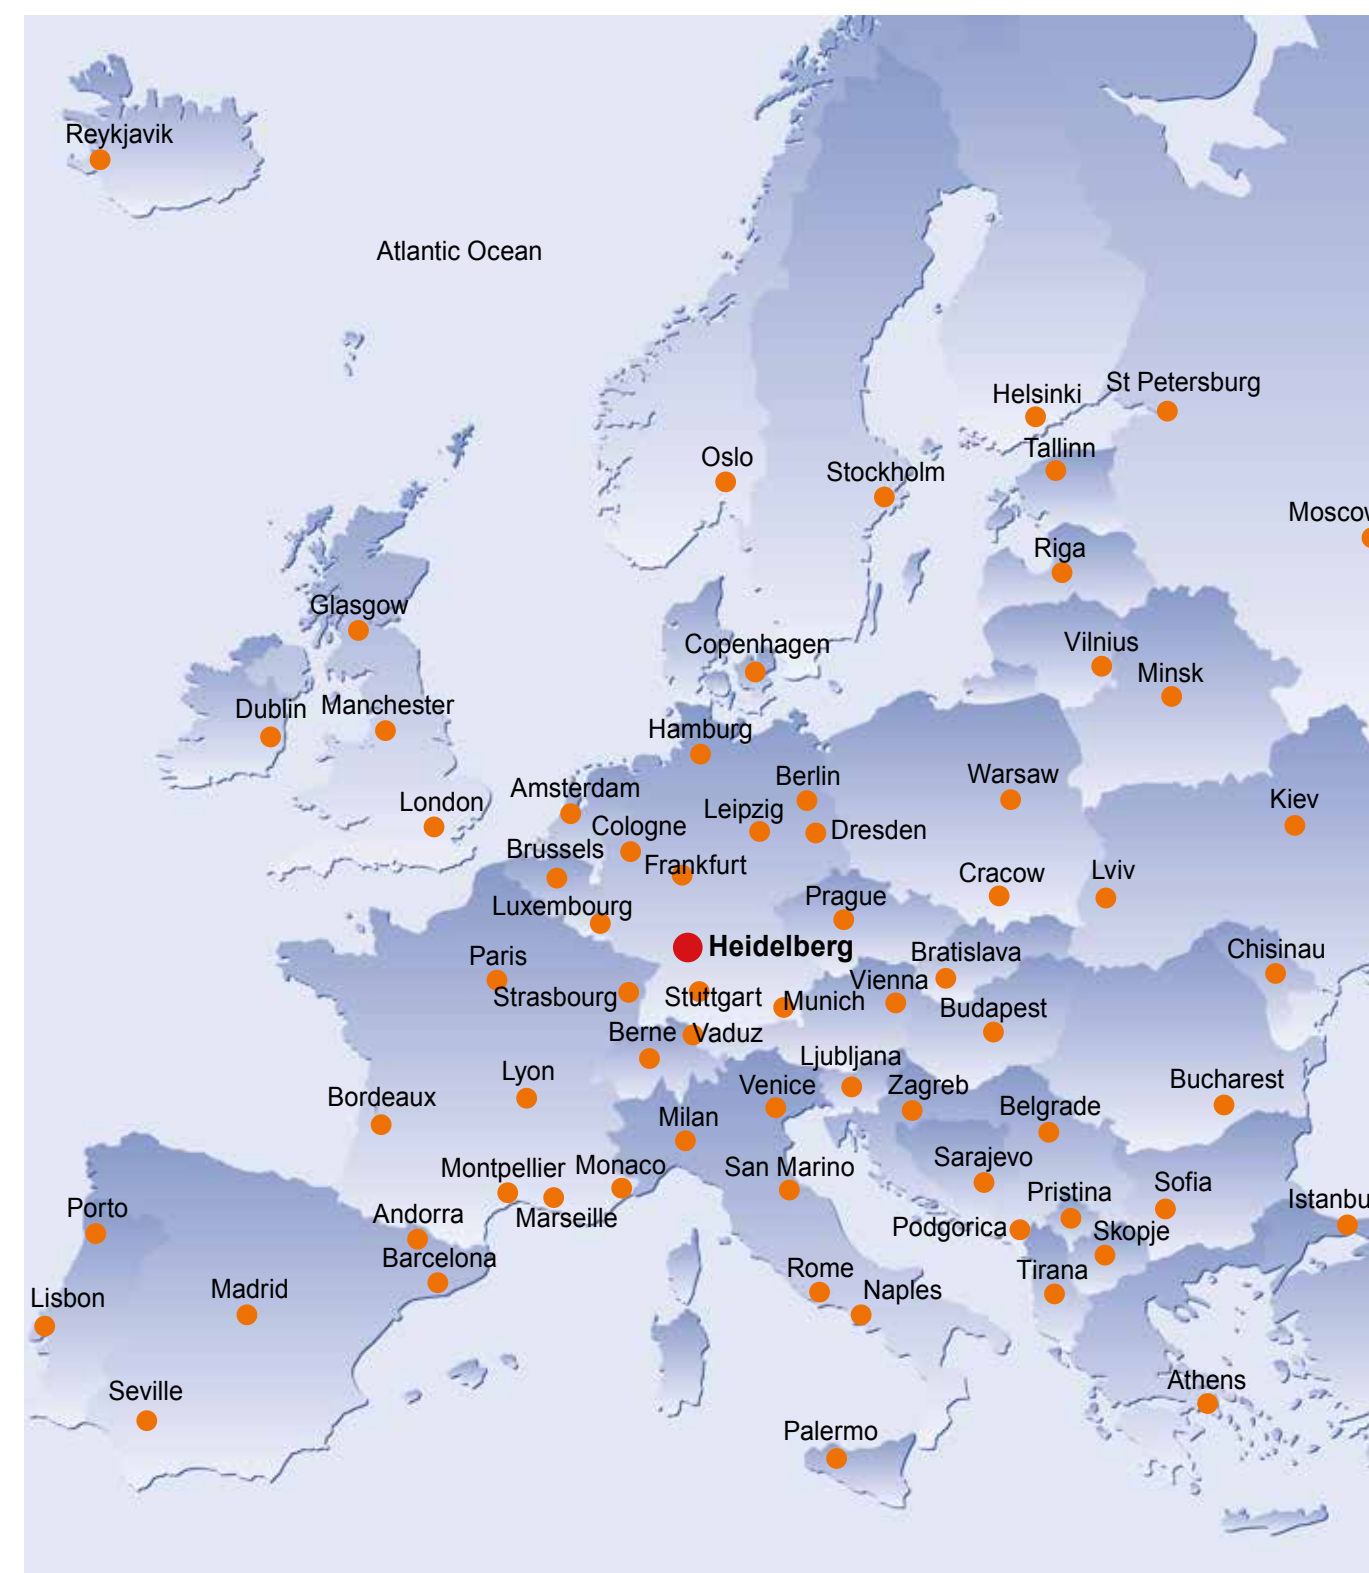 Reykjavik
Atlantic Ocean
St Petersburg
Helsinki
Tallinn
Oslo
Stockholm
Moscow
Riga
Glasgow
Copenhagen
Vilnius
Minsk
Dublin
Manchester
Hamburg
Berlin
Warsaw
Amsterdam
London
Leipzig
Kiev
Cologne
Dresden
Brussels
Frankfurt
Cracow
Lviv
Prague
Luxembourg
Heidelberg
Bratislava
Chisinau
Paris
Vienna
Strasbourg
Stuttgart
Munich
Budapest
Berne
Vaduz
Ljubljana
Lyon
Venice
Zagreb
Bucharest
Bordeaux
Belgrade
Milan
Sarajevo
Montpellier
Monaco
San Marino
Sofia
Pristina
Istanbu
Porto
Andorra
Marseille
Podgorica
Skopje
Barcelona
Rome
Tirana
Madrid
Naples
Lisbon
Athens
Seville
Palermo